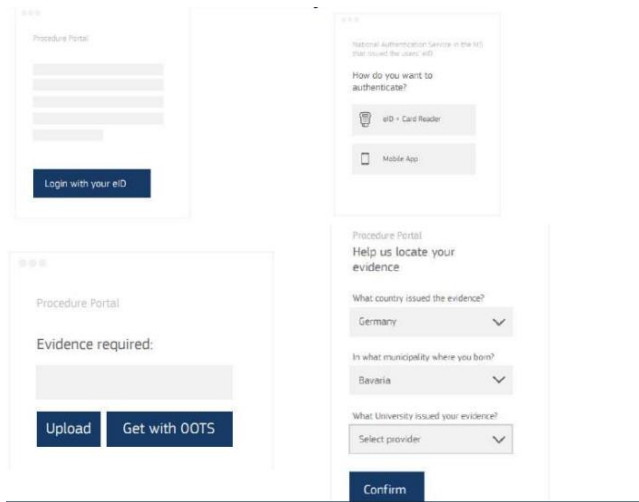 Procedure Portal
Login with your eID
National Authentication Service in the MS
that issued the users' eID
How do you want to
authenticate?
eID + Card Reader
Mobile App
Procedure Portal
Evidence required:
Upload
Get with OOTS
Procedure Portal
Help us locate your
evidence
What country issued the evidence?
Germany
In what municipality where you born?
Bavaria
What University issued your evidence?
Select provider
Confirm